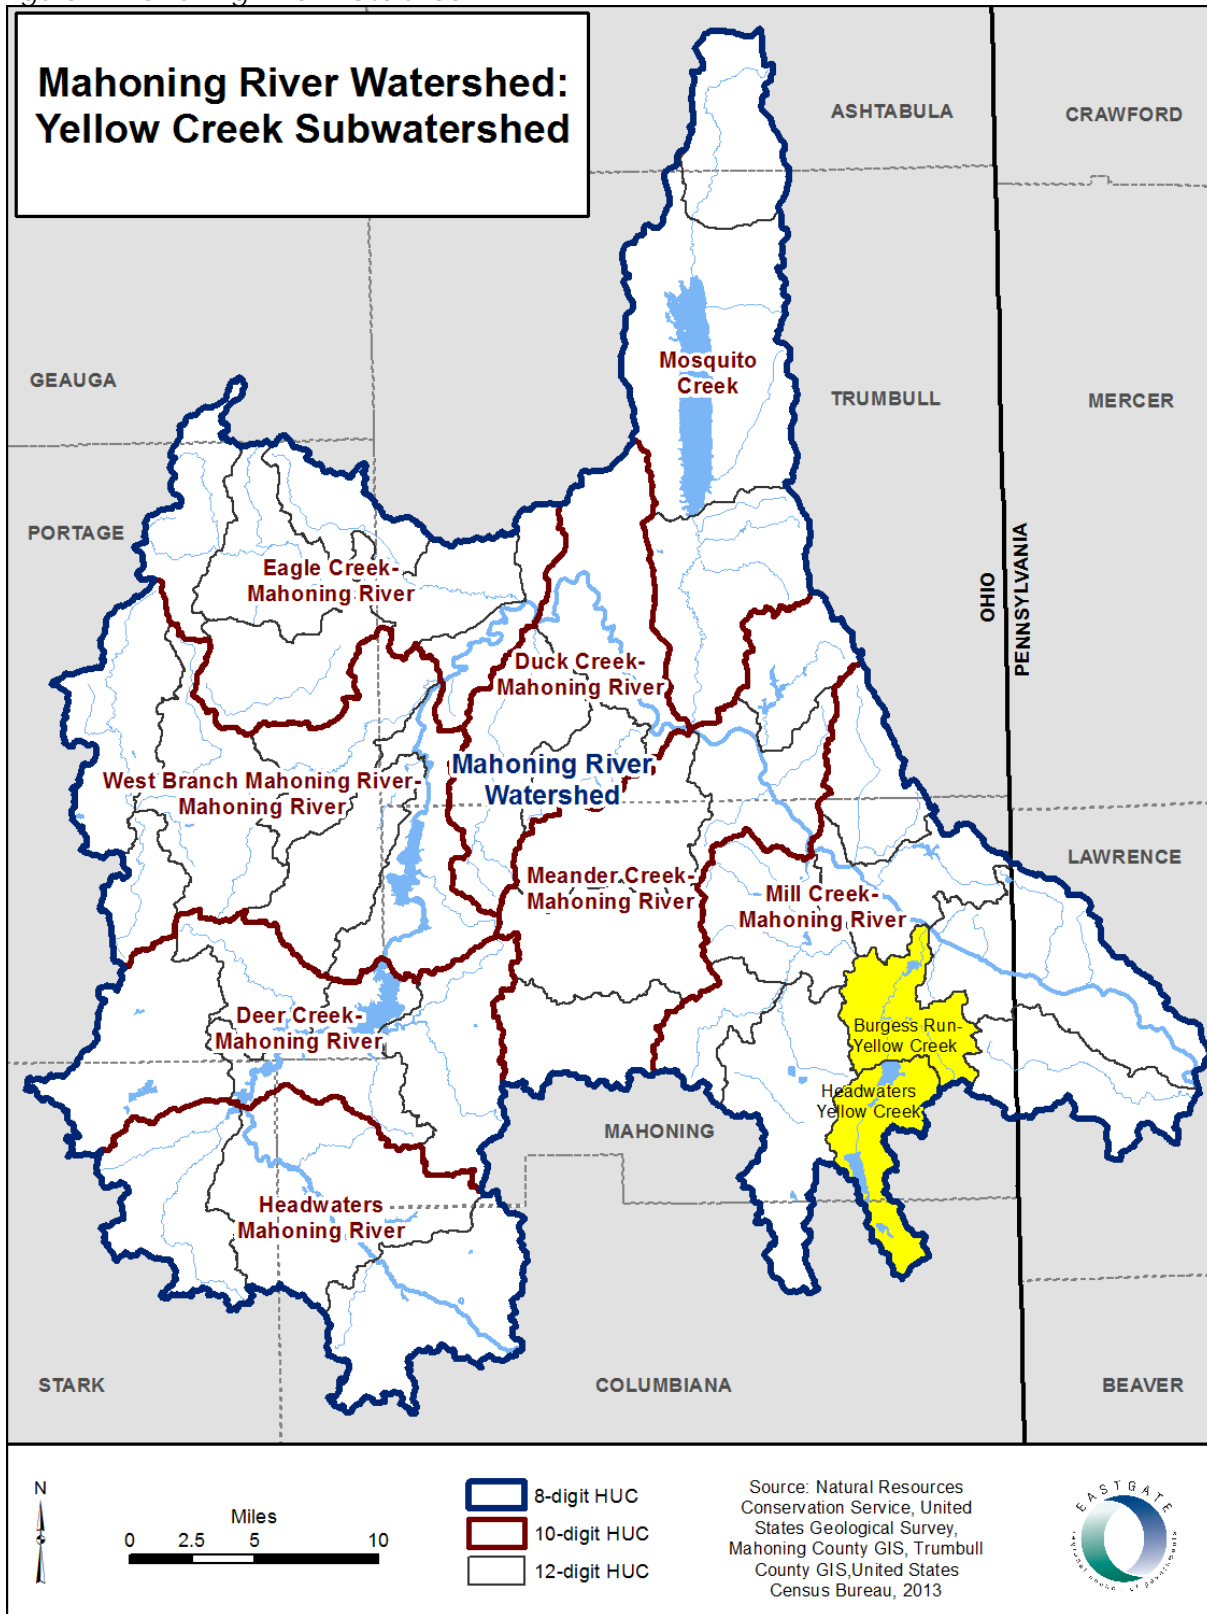 Mahoning River Watershed:
Yellow Creek Subwatershed
ASHTABULA
CRAWFORD
GEAUGA
Mosquito
Creek
TRUMBULL
MERCER
PORTAGE
Eagle Creek-
Mahoning River
OHIO
PENNSYLVANIA
Duck Creek-
Mahoning River
West Branch Mahoning River-
Mahoning River
Mahoning River
Watershed
LAWRENCE
Meander Creek-
Mahoning River
Mill Creek-
Mahoning River
Deer Creek-
Mahoning River
Burgess Run-
Yellow Creek
Headwaters
Yellow Creek
MAHONING
Headwaters
Mahoning River
STARK
COLUMBIANA
BEAVER
N
Miles
0 2.5 5 10
8-digit HUC
10-digit HUC
12-digit HUC
Source: Natural Resources
Conservation Service, United
States Geological Survey,
Mahoning County GIS, Trumbull
County GIS,United States
Census Bureau, 2013
EASTGATE